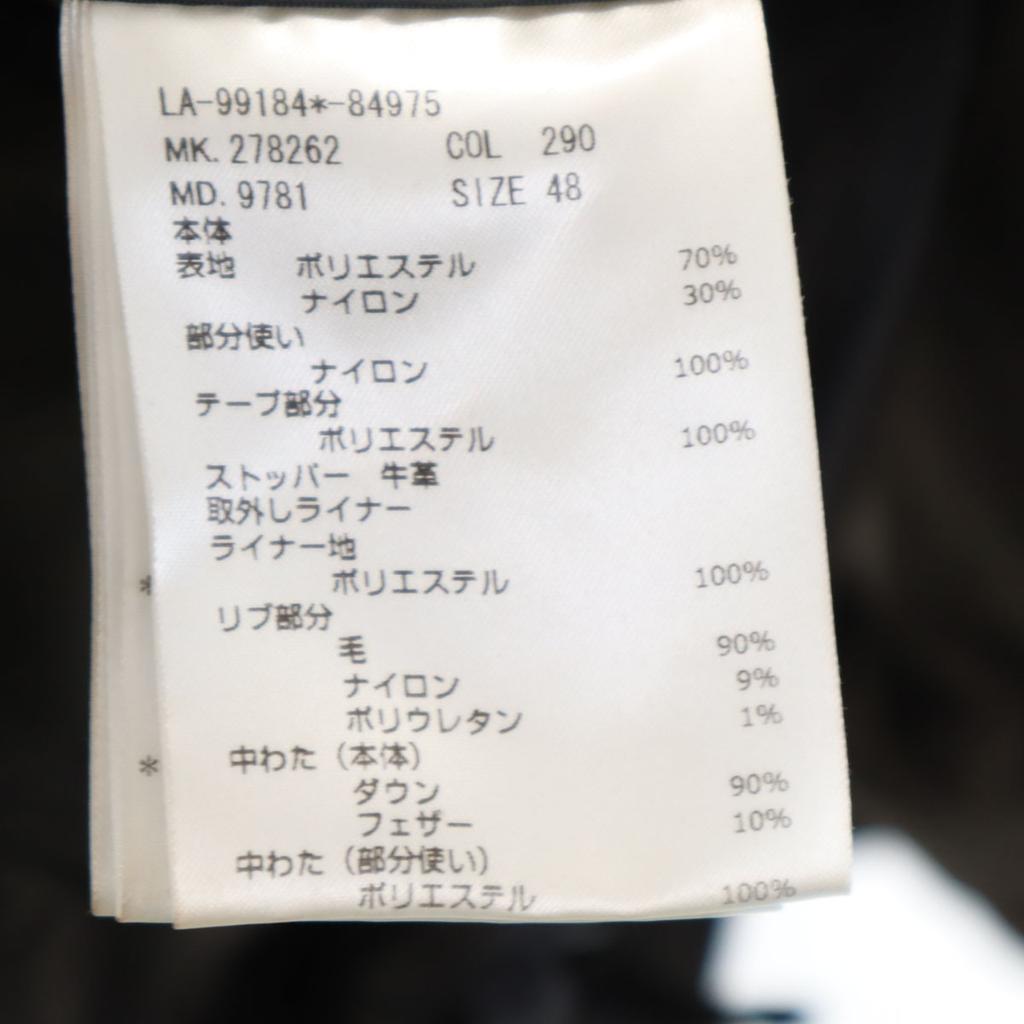 LA-99184*-84975
MK. 278262 COL 290
MD. 9781 SIZE 48
本体
表地 ポリエステル 70%
ナイロン 30%
部分使い
ナイロン 100%
テープ部分
ポリエステル 100%
ストッパー 牛革
取外しライナー
ライナー地
* ポリエステル 100%
リブ部分
毛 90%
ナイロン 9%
ポリウレタン 1%
* 中わた（本体）
ダウン 90%
フェザー 10%
中わた（部分使い）
ポリエステル 100%